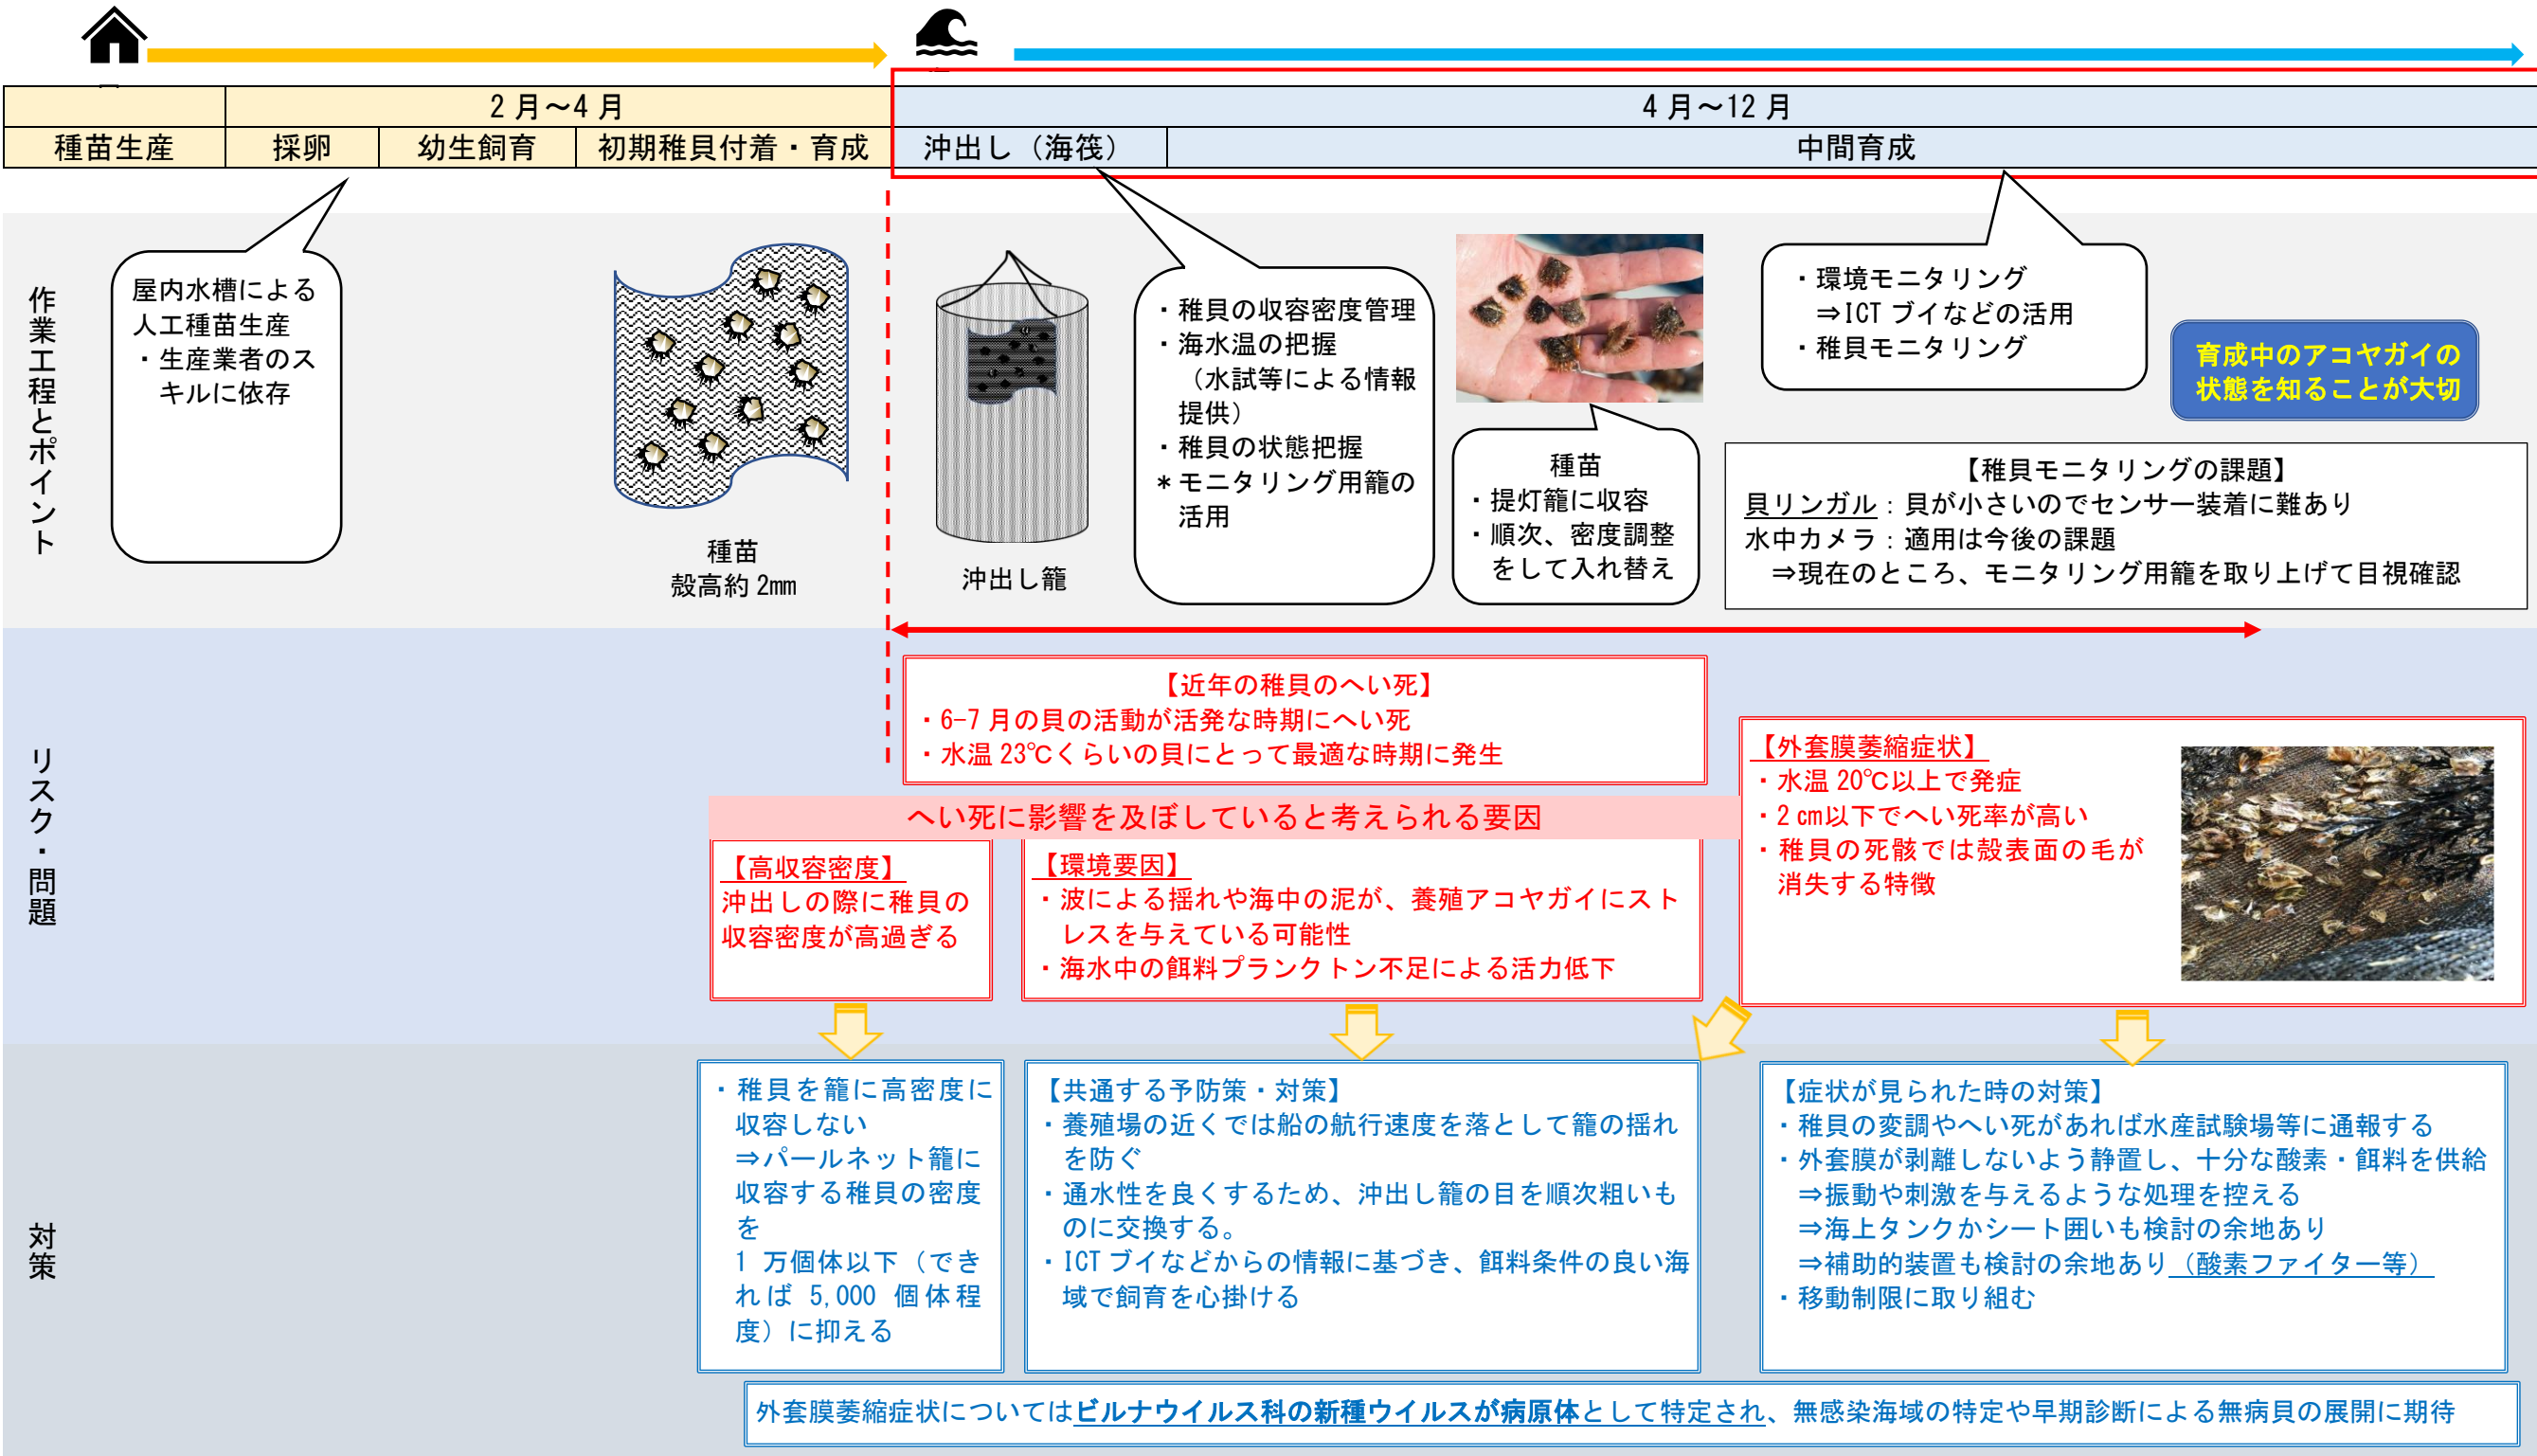 2月～4月
4月～12月
種苗生産
採卵
幼生飼育
初期稚貝付着・育成
沖出し（海筏）
中間育成
作業工程とポイント
屋内水槽による
人工種苗生産
・生産業者のス
キルに依存
種苗
殻高約2㎜
沖出し籠
・稚貝の収容密度管理
・海水温の把握
（水試等による情報
提供）
・稚貝の状態把握
＊モニタリング用籠の
活用
種苗
・提灯籠に収容
・順次、密度調整
をして入れ替え
・環境モニタリング
⇒ICTブイなどの活用
・稚貝モニタリング
育成中のアコヤガイの
状態を知ることが大切
【稚貝モニタリングの課題】
貝リンガル：貝が小さいのでセンサー装着に難あり
水中カメラ：適用は今後の課題
⇒現在のところ、モニタリング用籠を取り上げて目視確認
リスク・問題
【近年の稚貝のへい死】
・6-7月の貝の活動が活発な時期にへい死
・水温23℃くらいの貝にとって最適な時期に発生
へい死に影響を及ぼしていると考えられる要因
【高収容密度】
沖出しの際に稚貝の
収容密度が高過ぎる
【環境要因】
・波による揺れや海中の泥が、養殖アコヤガイにスト
レスを与えている可能性
・海水中の餌料プランクトン不足による活力低下
【外套膜萎縮症状】
・水温20℃以上で発症
・2㎝以下でへい死率が高い
・稚貝の死骸では殻表面の毛が
消失する特徴
対策
・稚貝を籠に高密度に
収容しない
⇒パールネット籠に
収容する稚貝の密度
を
1万個体以下（でき
れば5,000個体程
度）に抑える
【共通する予防策・対策】
・養殖場の近くでは船の航行速度を落として籠の揺れ
を防ぐ
・通水性を良くするため、沖出し籠の目を順次粗いも
のに交換する。
・ICTブイなどからの情報に基づき、餌料条件の良い海
域で飼育を心掛ける
【症状が見られた時の対策】
・稚貝の変調やへい死があれば水産試験場等に通報する
・外套膜が剥離しないよう静置し、十分な酸素・餌料を供給
⇒振動や刺激を与えるような処理を控える
⇒海上タンクかシート囲いも検討の余地あり
⇒補助的装置も検討の余地あり（酸素ファイター等）
・移動制限に取り組む
外套膜萎縮症状についてはビルナウイルス科の新種ウイルスが病原体として特定され、無感染海域の特定や早期診断による無病貝の展開に期待